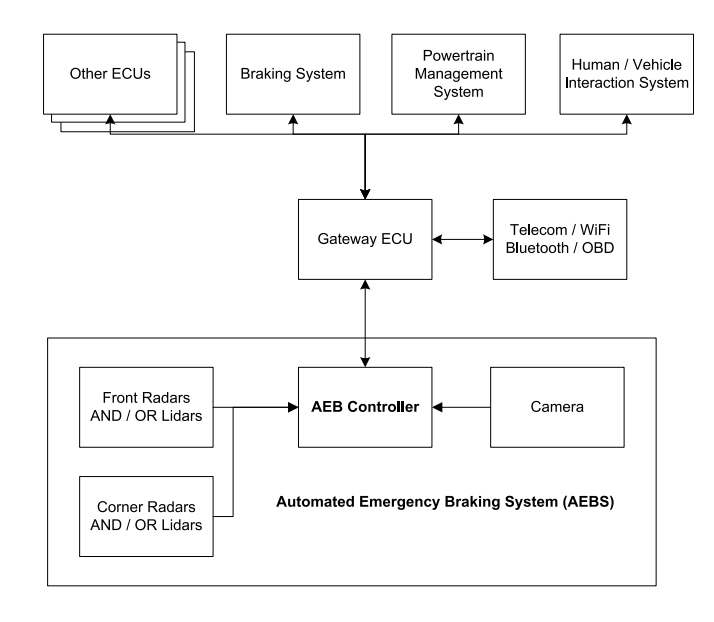 Other ECUs
Braking System
Powertrain
Management
System
Human / Vehicle
Interaction System
Gateway ECU
Telecom / WiFi
Bluetooth / OBD
Front Radars
AND / OR Lidars
AEB Controller
Camera
Corner Radars
AND / OR Lidars
Automated Emergency Braking System (AEBS)